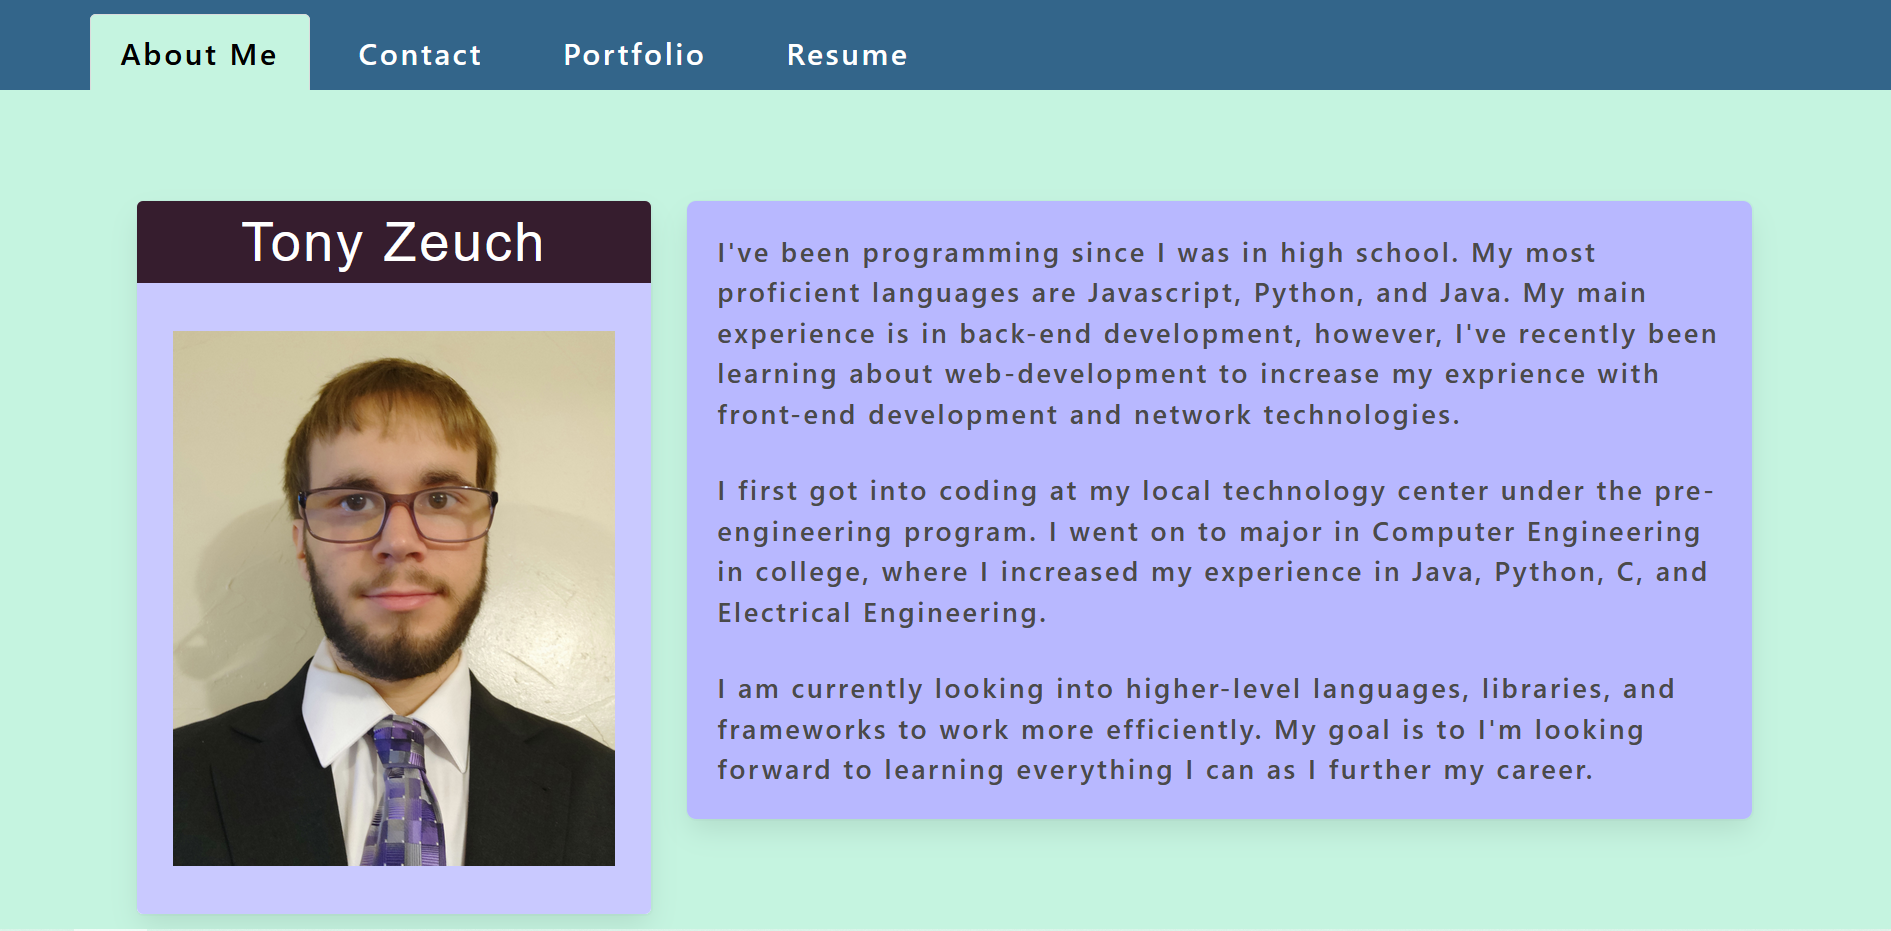 About Me Contact Portfolio Resume
Tony Zeuch
I've been programming since I was in high school. My most
proficient languages are Javascript, Python, and Java. My main
experience is in back-end development, however, I've recently been
learning about web-development to increase my exprience with
front-end development and network technologies.
I first got into coding at my local technology center under the pre-
engineering program. I went on to major in Computer Engineering
in college, where I increased my experience in Java, Python, C, and
Electrical Engineering.
I am currently looking into higher-level languages, libraries, and
frameworks to work more efficiently. My goal is to I'm looking
forward to learning everything I can as I further my career.